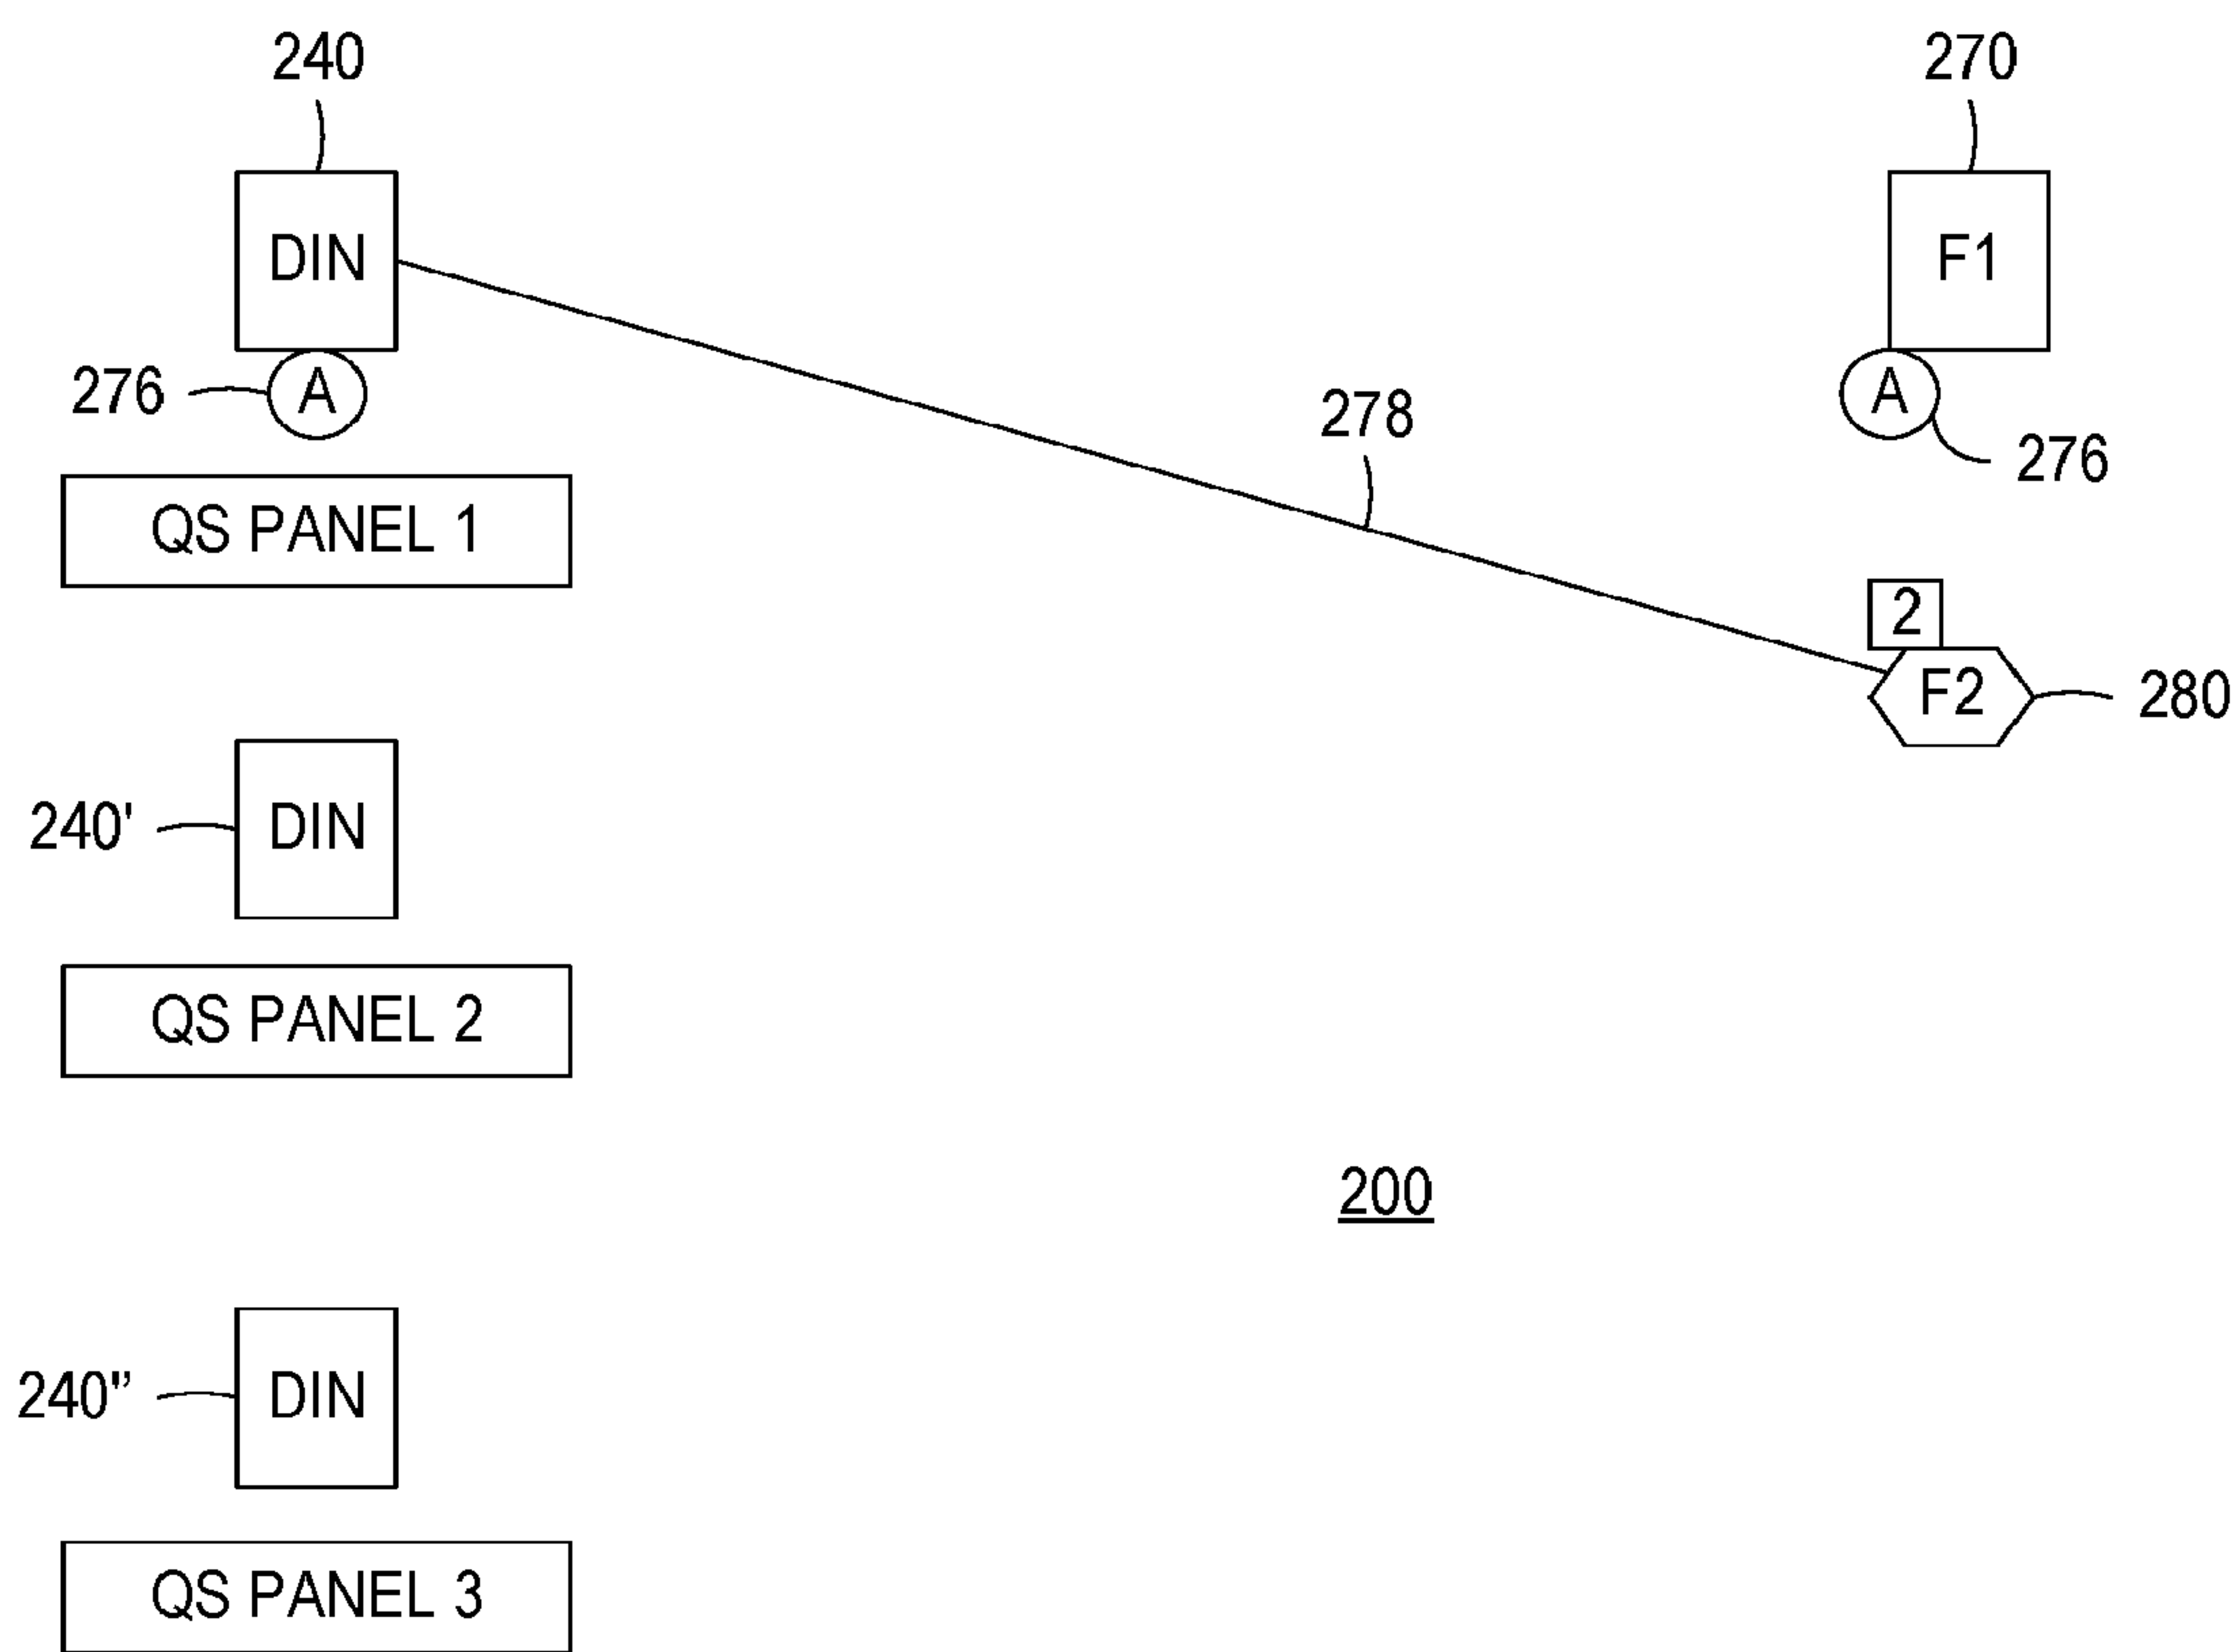 240
270
DIN
F1
276
A
278
A
276
QS PANEL 1
2
F2
280
240'
DIN
QS PANEL 2
200
240"
DIN
QS PANEL 3